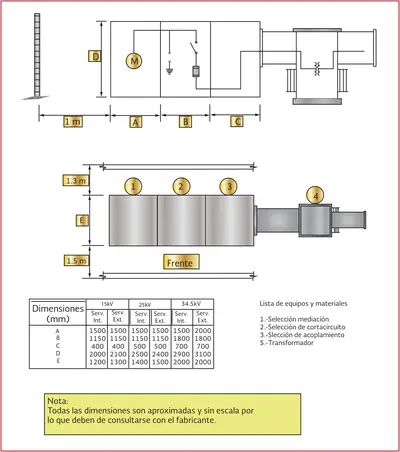 D
M
1 m
A
B
C
1.3 m
1
2
3
4
E
1.5 m
Frente
Dimensiones (mm) 15kV 25kV 34.5kV
Serv. Int. Serv. Ext. Serv. Int. Serv. Ext. Serv. Int. Serv. Ext.
A 1500 1500 1500 1500 1500 2000
B 1150 1150 1150 1150 1800 1800
C 400 400 500 500 700 700
D 2000 2100 2500 2400 2900 3100
E 1200 1300 1400 1500 2000 2000
Lista de equipos y materiales
1.-Selección mediación
2.-Selección de cortacircuito
3.-Slección de acoplamiento
5.-Transformador
Nota:
Todas las dimensiones son aproximadas y sin escala por
lo que deben de consultarse con el fabricante.